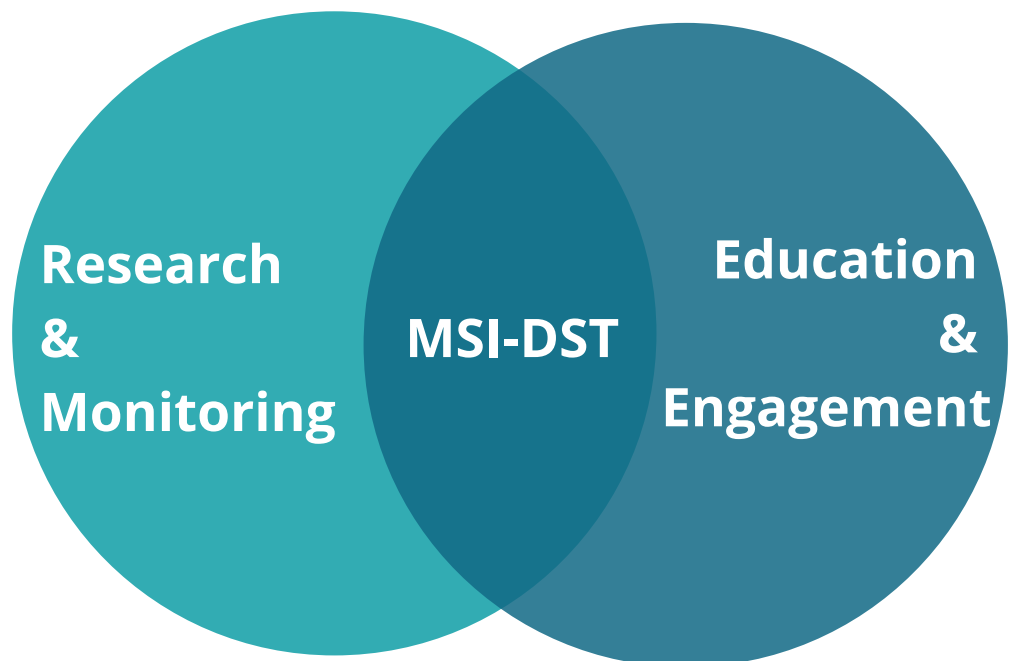 Research
&
Monitoring
MSI-DST
Education
&
Engagement